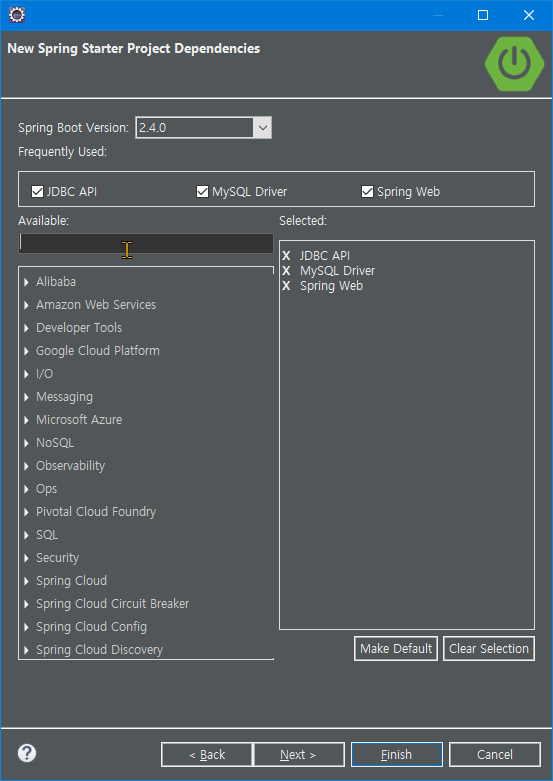 New Spring Starter Project Dependencies
Spring Boot Version: 2.4.0
Frequently Used:
JDBC API MySQL Driver Spring Web
Available:
Selected:
X JDBC API
X MySQL Driver
X Spring Web
Alibaba
Amazon Web Services
Developer Tools
Google Cloud Platform
I/O
Messaging
Microsoft Azure
NoSQL
Observability
Ops
Pivotal Cloud Foundry
SQL
Security
Spring Cloud
Spring Cloud Circuit Breaker
Spring Cloud Config
Spring Cloud Discovery
Make Default Clear Selection
? < Back Next > Finish Cancel